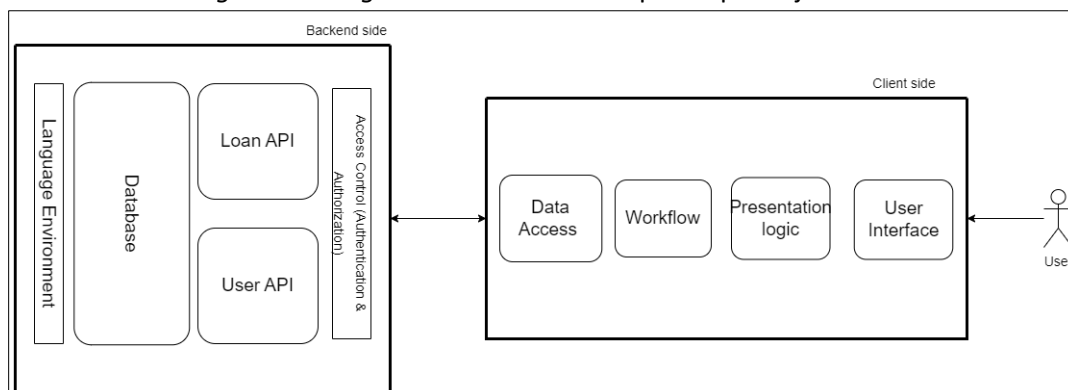 Backend side
Language Environment
Database
Loan API
User API
Access Control (Authentication &
Authorization)
Client side
Data
Access
Workflow
Presentation
logic
User
Interface
Use